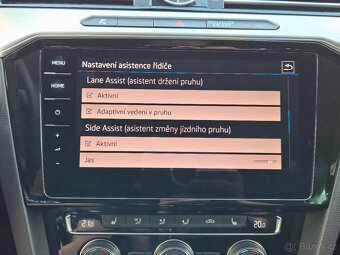 MENU
HOME
Nastavení asistence řidiče
Lane Assist (asistent držení pruhu)
Aktivní
Adaptivní vedení v pruhu
Side Assist (asistent změny jízdního pruhu)
Aktivní
Jas
+
-
21.0
20.0